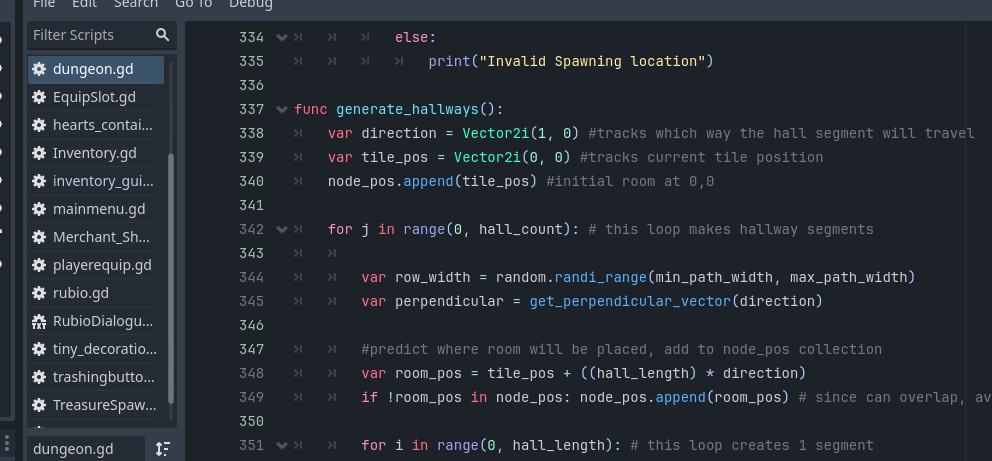 File Edit Search Go To Debug
Filter Scripts
dungeon.gd
EquipSlot.gd
hearts_contai...
Inventory.gd
inventory_gui...
mainmenu.gd
Merchant_Sh...
playerequip.gd
rubio.gd
RubioDialogu...
tiny_decoratio...
trashingbutto...
TreasureSpaw...
dungeon.gd
334 else:
335 print("Invalid Spawning location")
336
337 func generate_hallways():
338 var direction = Vector2i(1, 0) #tracks which way the hall segment will travel
339 var tile_pos = Vector2i(0, 0) #tracks current tile position
340 node_pos.append(tile_pos) #initial room at 0,0
341
342 for j in range(0, hall_count): # this loop makes hallway segments
343
344 var row_width = random.randi_range(min_path_width, max_path_width)
345 var perpendicular = get_perpendicular_vector(direction)
346
347 #predict where room will be placed, add to node_pos collection
348 var room_pos = tile_pos + ((hall_length) * direction)
349 if !room_pos in node_pos: node_pos.append(room_pos) # since can overlap, av
350
351 for i in range(0, hall_length): # this loop creates 1 segment